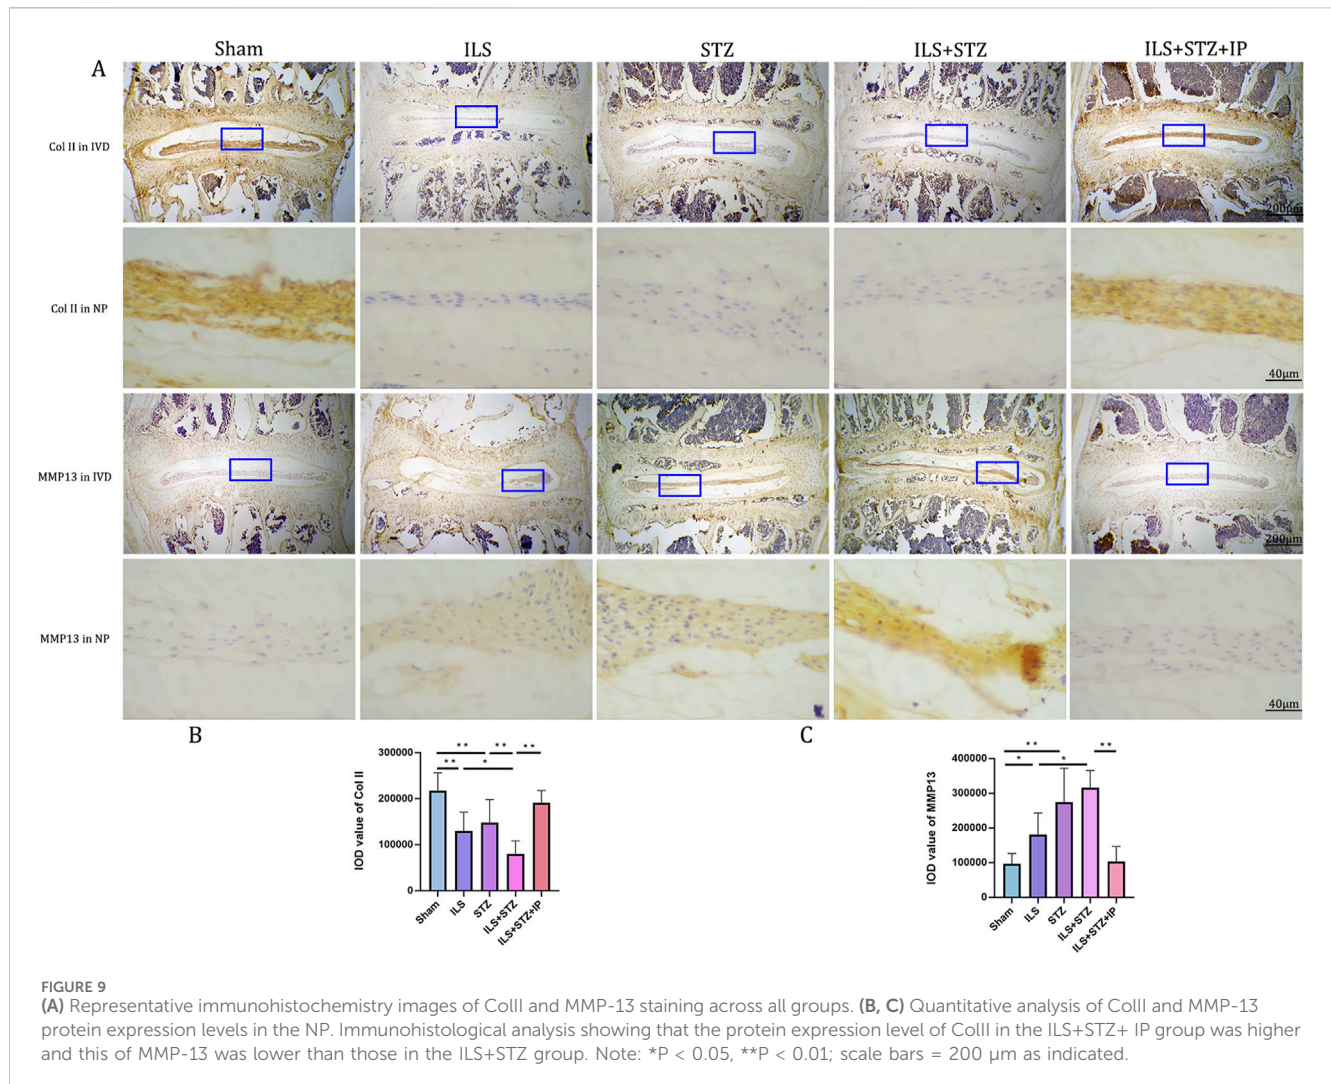 Sham ILS STZ ILS+STZ ILS+STZ+IP
A
Col II in IVD
200μm
Col II in NP
40μm
MMP13 in IVD
200μm
MMP13 in NP
40μm
B
C
IOD value of Col II
300000
200000
100000
0
** ** **
** *
Sham
ILS
STZ
ILS+STZ
ILS+STZ+IP
IOD value of MMP13
400000
300000
200000
100000
0
** **
* *
Sham
ILS
STZ
ILS+STZ
ILS+STZ+IP
FIGURE 9
(A) Representative immunohistochemistry images of ColII and MMP-13 staining across all groups. (B, C) Quantitative analysis of ColII and MMP-13
protein expression levels in the NP. Immunohistological analysis showing that the protein expression level of ColII in the ILS+STZ+ IP group was higher
and this of MMP-13 was lower than those in the ILS+STZ group. Note: *P < 0.05, **P < 0.01; scale bars = 200 μm as indicated.